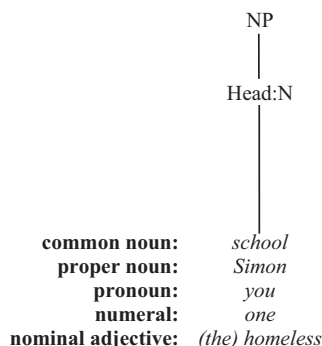 NP
Head:N
common noun: school
proper noun: Simon
pronoun: you
numeral: one
nominal adjective: (the) homeless